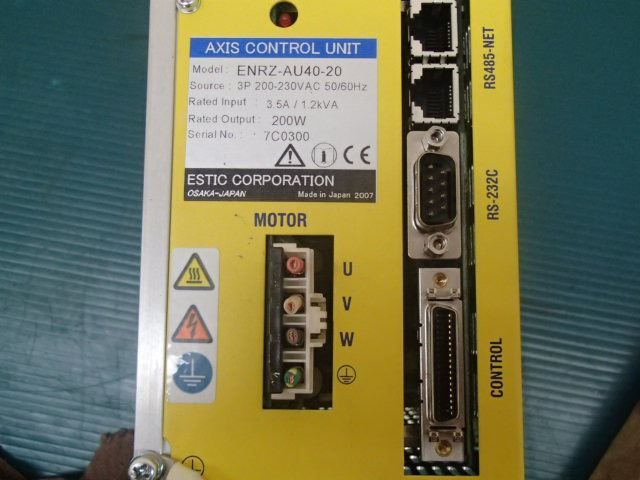 AXIS CONTROL UNIT
Model : ENRZ-AU40-20
Source : 3P 200-230VAC 50/60Hz
Rated Input : 3.5A / 1.2kVA
Rated Output : 200W
Serial No. : 7C0300
CE
ESTIC CORPORATION
OSAKA-JAPAN Made in Japan 2007
MOTOR
U
V
W
RS485-NET
RS-232C
CONTROL